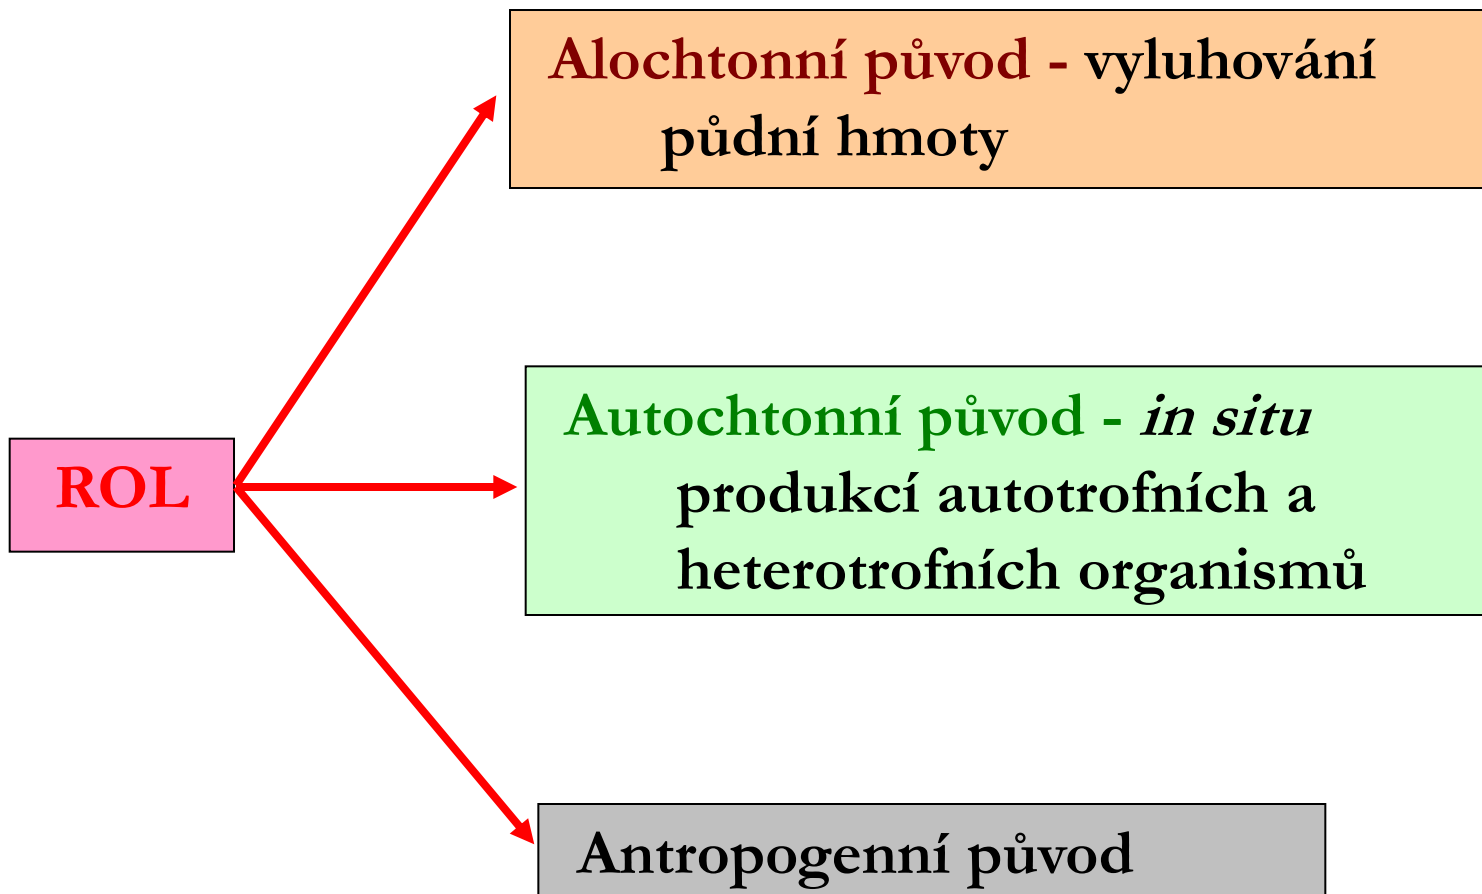 Alochtonní původ - vyluhování
půdní hmoty
Autochtonní původ - in situ
produkcí autotrofních a
heterotrofních organismů
ROL
Antropogenní původ